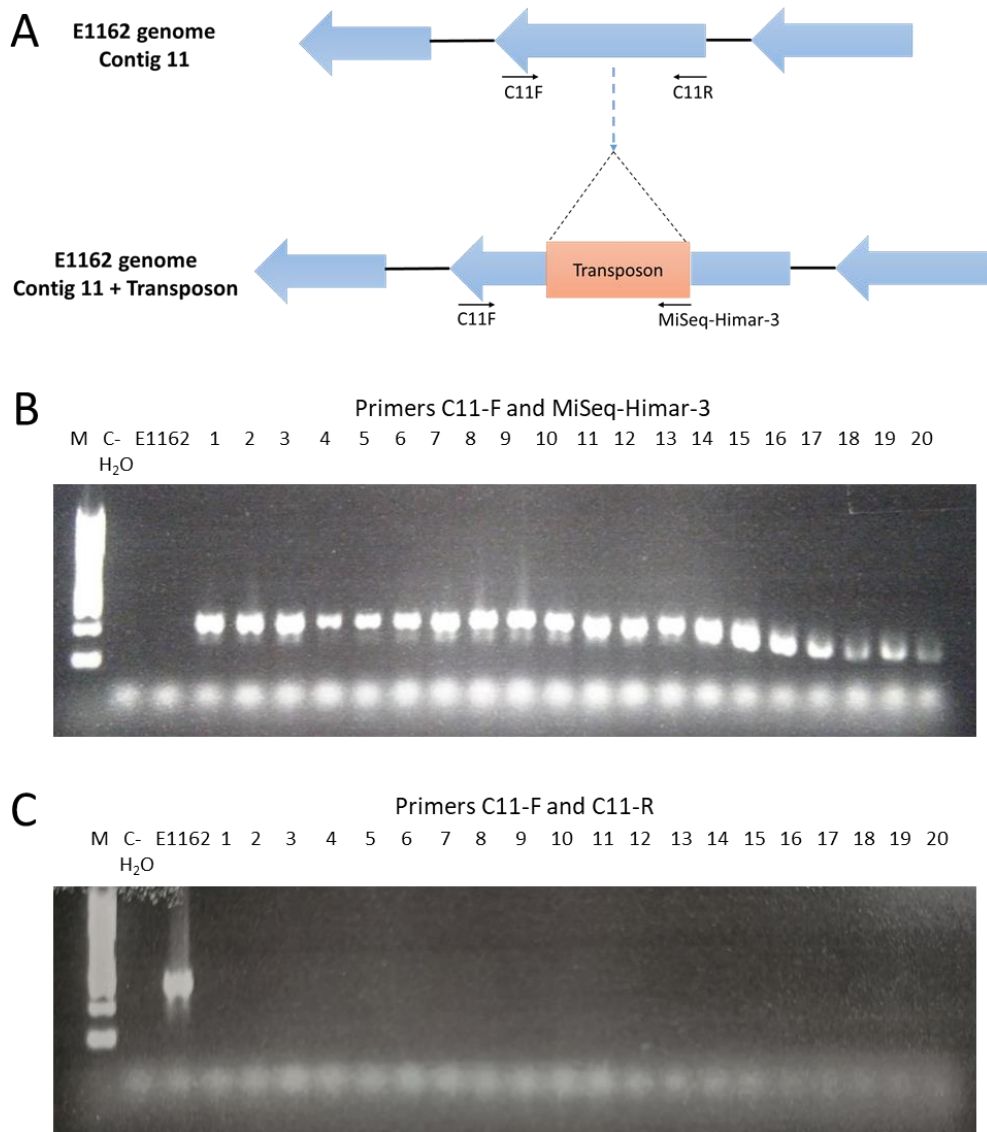 A
E1162 genome
Contig 11
C11F
C11R
E1162 genome
Contig 11 + Transposon
Transposon
C11F
MiSeq-Himar-3
B
Primers C11-F and MiSeq-Himar-3
M C- E1162 1 2 3 4 5 6 7 8 9 10 11 12 13 14 15 16 17 18 19 20
H₂O
C
Primers C11-F and C11-R
M C- E1162 1 2 3 4 5 6 7 8 9 10 11 12 13 14 15 16 17 18 19 20
H₂O